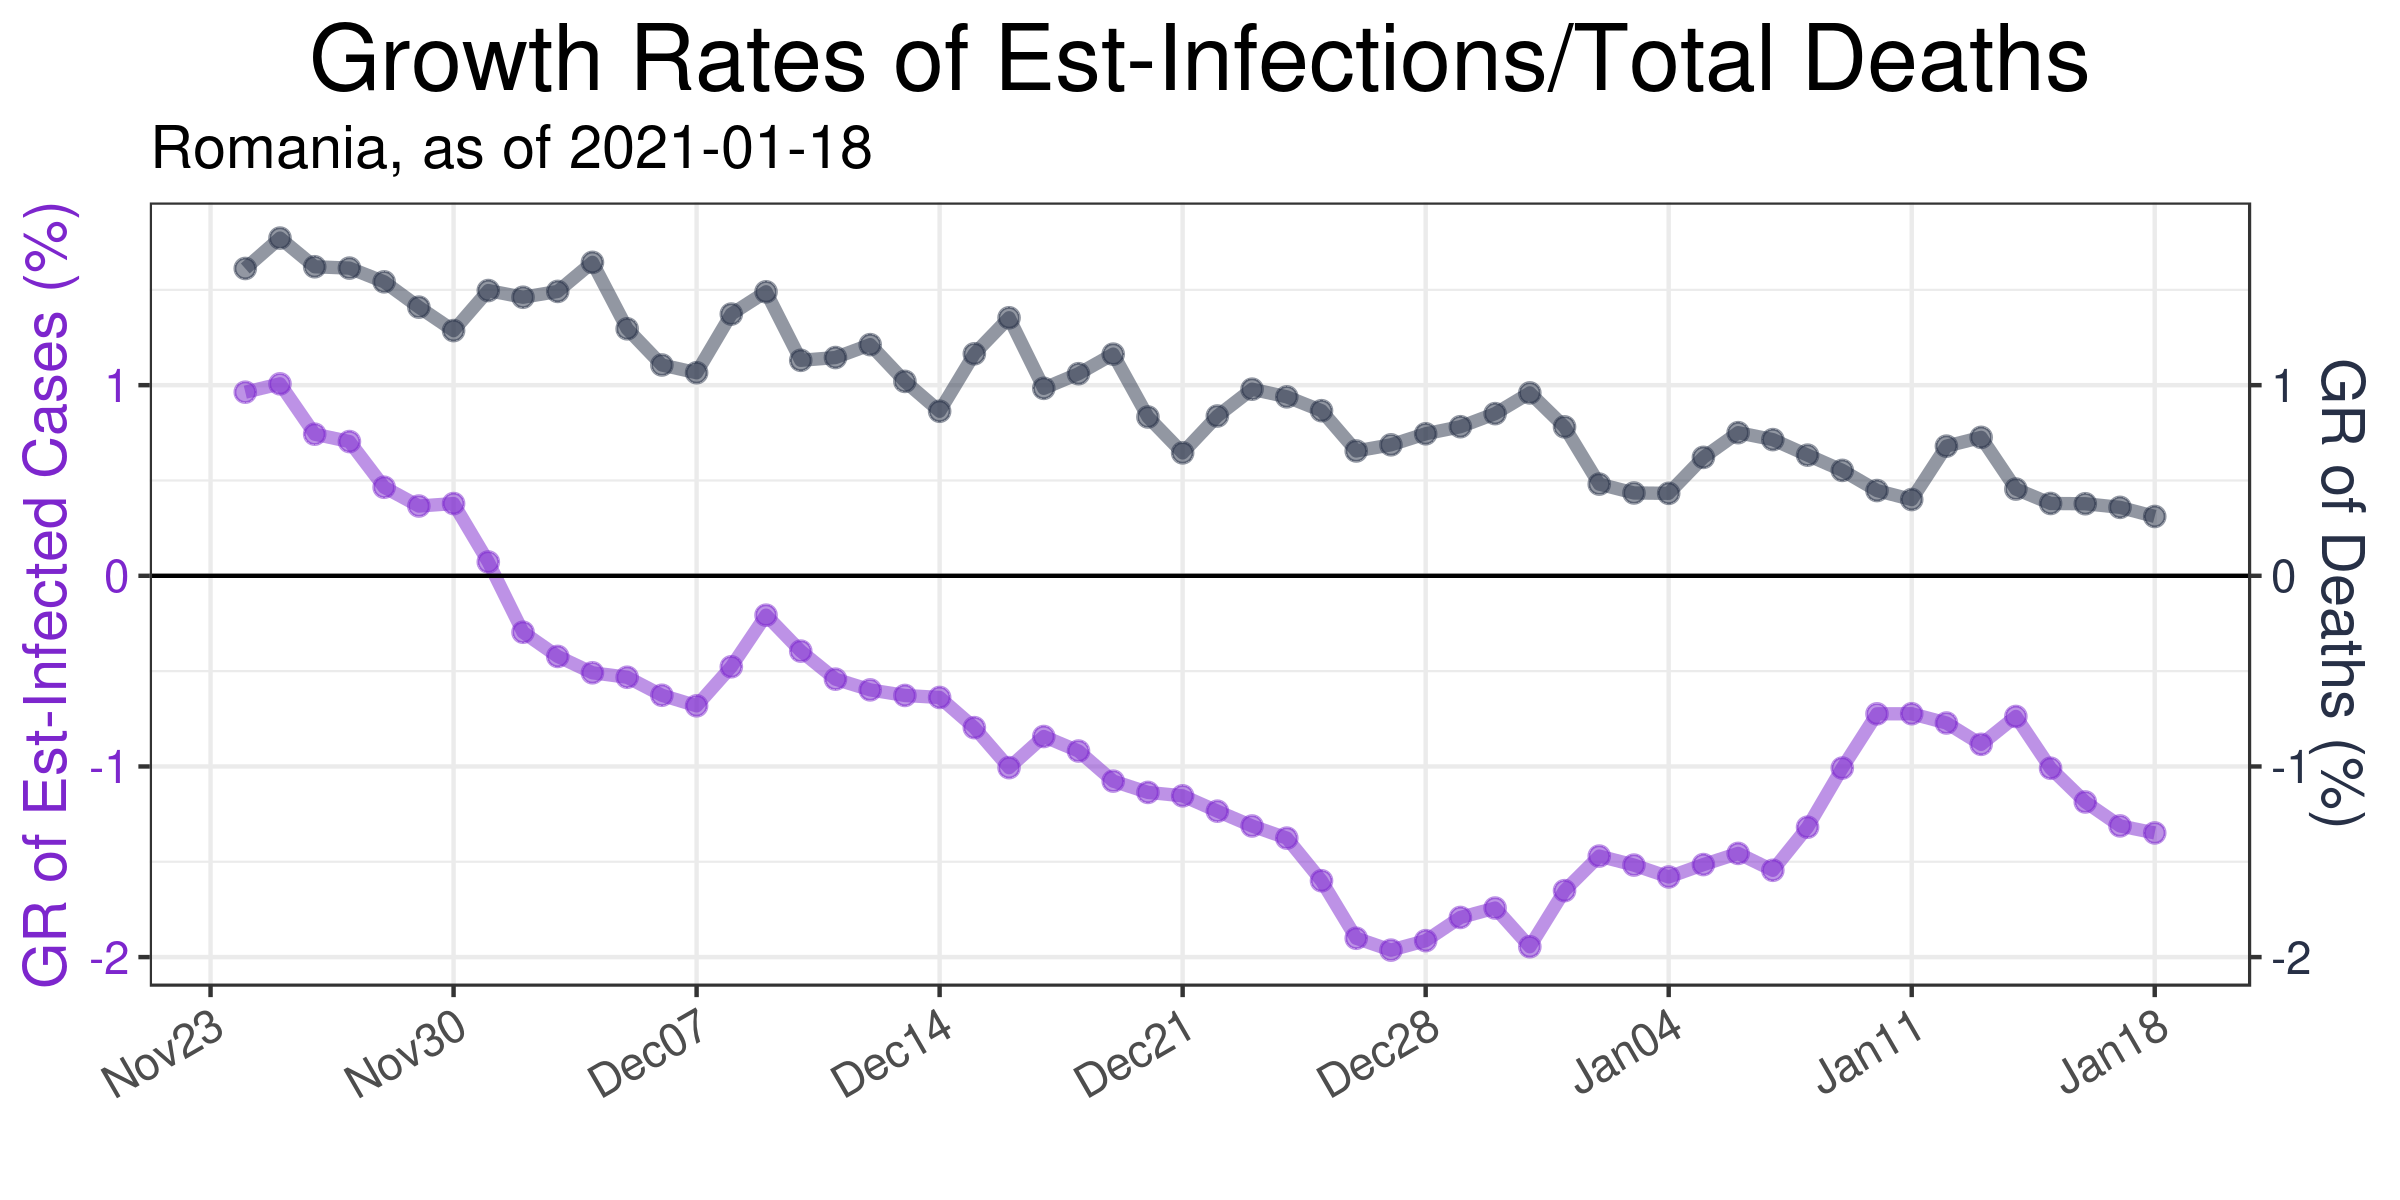 Growth Rates of Est-Infections/Total Deaths
Romania, as of 2021-01-18
GR of Est-Infected Cases (%)
1
0
-1
-2
1
0
-1
-2
GR of Deaths (%)
Nov23
Nov30
Dec07
Dec14
Dec21
Dec28
Jan04
Jan11
Jan18